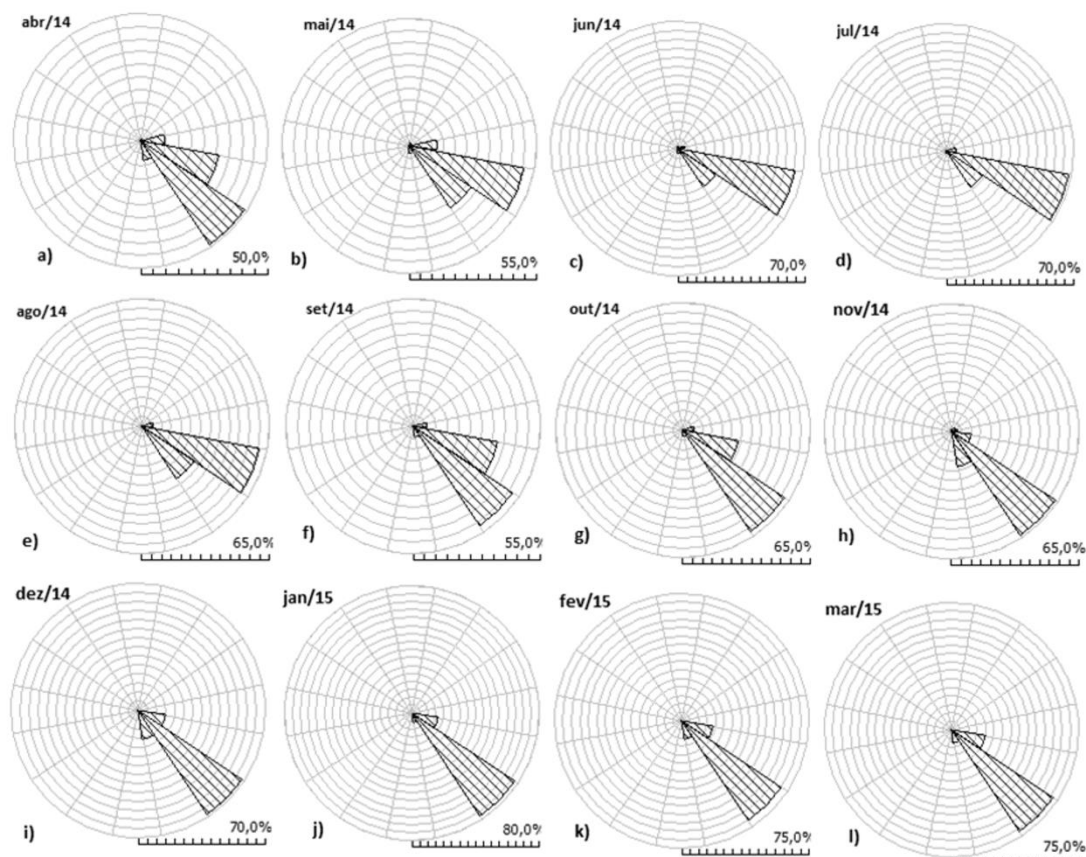 abr/14
mai/14
jun/14
jul/14
a)
50,0%
b)
55,0%
c)
70,0%
d)
70,0%
ago/14
set/14
out/14
nov/14
e)
65,0%
f)
55,0%
g)
65,0%
h)
65,0%
dez/14
jan/15
fev/15
mar/15
i)
70,0%
j)
80,0%
k)
75,0%
l)
75,0%